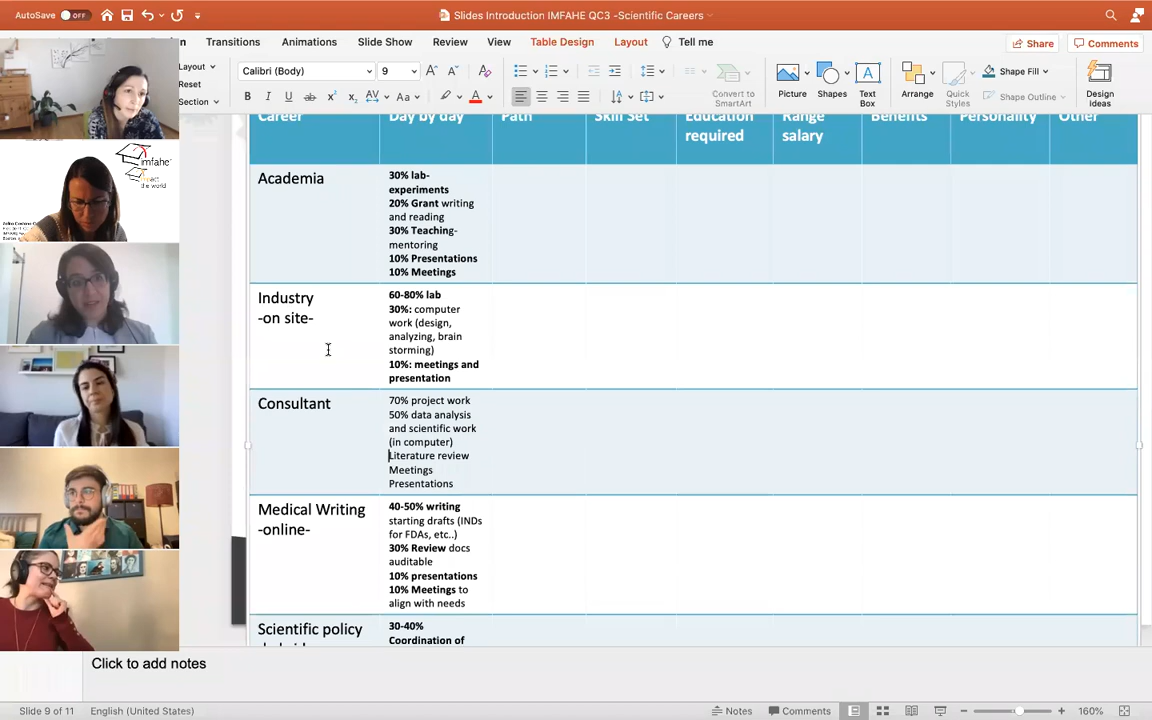 AutoSave OFF
Slides Introduction IMFAHE QC3 -Scientific Careers
Transitions Animations Slide Show Review View Table Design Layout Tell me
Share Comments
Layout
Reset
Section
Calibri (Body) 9
Convert to
SmartArt
Picture
Shapes
Text
Box
Arrange
Quick
Styles
Shape Fill
Shape Outline
Design
Ideas
imfahe
the world
Career Day by day Path Skill Set Education
required Range
salary Benefits Personality Other
Academia
30% lab-
experiments
20% Grant writing
and reading
30% Teaching-
mentoring
10% Presentations
10% Meetings
Industry
-on site-
60-80% lab
30%: computer
work (design,
analyzing, brain
storming)
10%: meetings and
presentation
Consultant
70% project work
50% data analysis
and scientific work
(in computer)
Literature review
Meetings
Presentations
Medical Writing
-online-
40-50% writing
starting drafts (INDs
for FDAs, etc..)
30% Review docs
auditable
10% presentations
10% Meetings to
align with needs
Scientific policy
30-40%
Coordination of
Click to add notes
Slide 9 of 11 English (United States) Notes Comments 160%